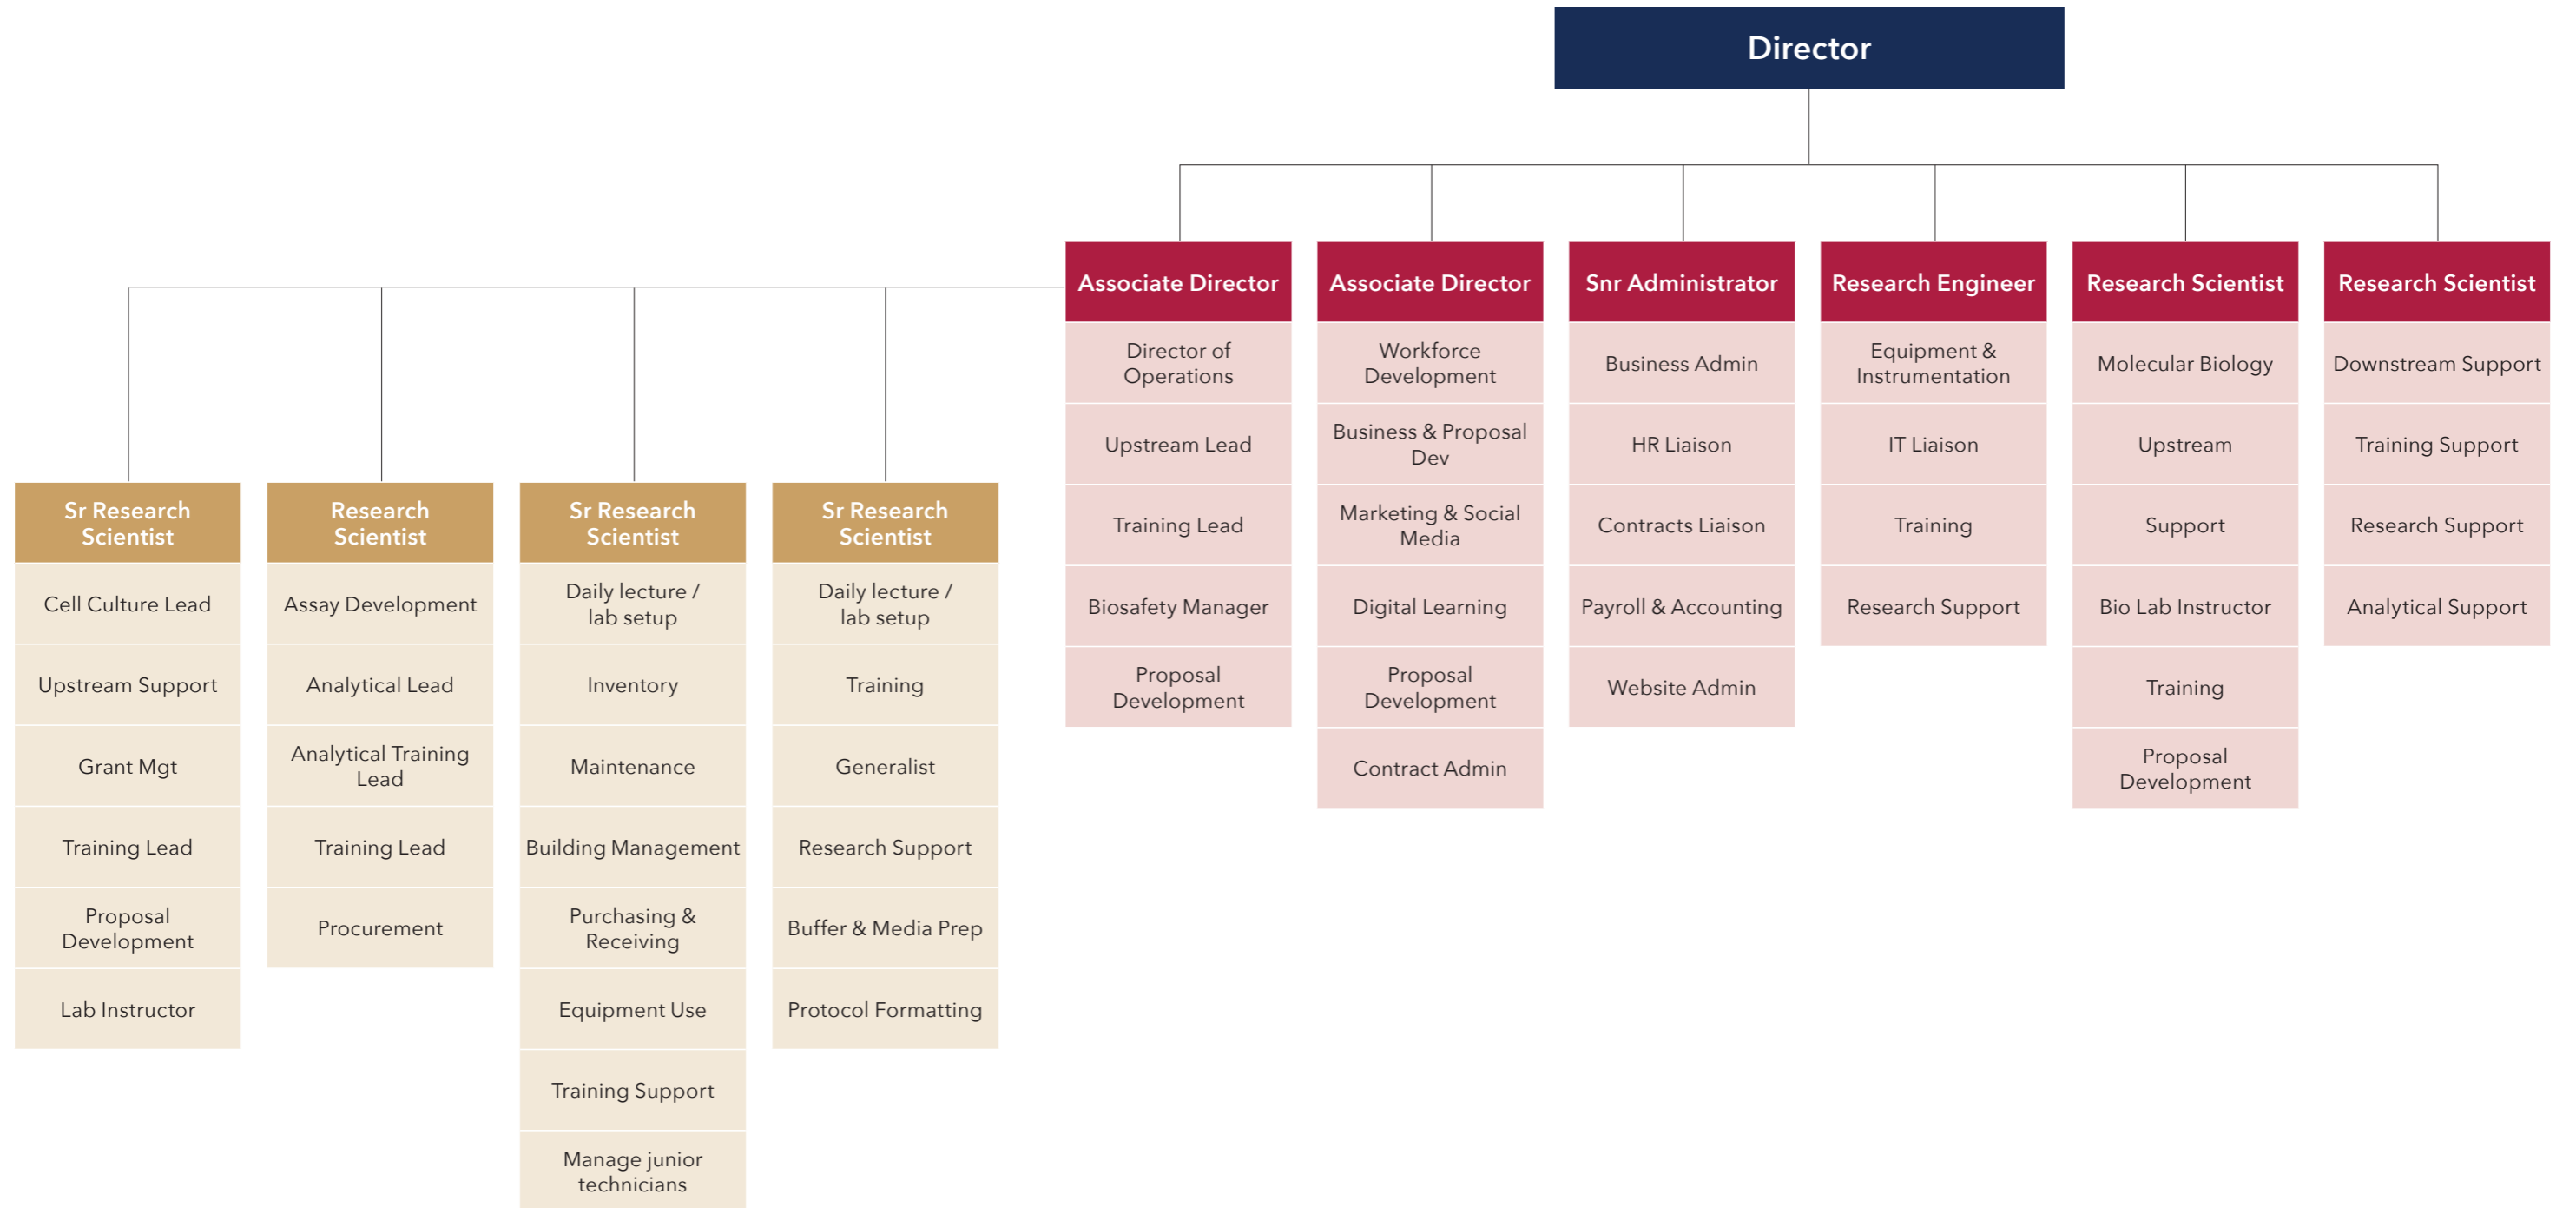 Director
Associate Director
Director of
Operations
Upstream Lead
Training Lead
Biosafety Manager
Proposal
Development
Associate Director
Workforce
Development
Business & Proposal
Dev
Marketing & Social
Media
Digital Learning
Proposal
Development
Contract Admin
Snr Administrator
Business Admin
HR Liaison
Contracts Liaison
Payroll & Accounting
Website Admin
Research Engineer
Equipment &
Instrumentation
IT Liaison
Training
Research Support
Research Scientist
Molecular Biology
Upstream
Support
Bio Lab Instructor
Training
Proposal
Development
Research Scientist
Downstream Support
Training Support
Research Support
Analytical Support
Sr Research
Scientist
Cell Culture Lead
Upstream Support
Grant Mgt
Training Lead
Proposal
Development
Lab Instructor
Research
Scientist
Assay Development
Analytical Lead
Analytical Training
Lead
Training Lead
Procurement
Sr Research
Scientist
Daily lecture /
lab setup
Inventory
Maintenance
Building Management
Purchasing &
Receiving
Equipment Use
Training Support
Manage junior
technicians
Sr Research
Scientist
Daily lecture /
lab setup
Training
Generalist
Research Support
Buffer & Media Prep
Protocol Formatting